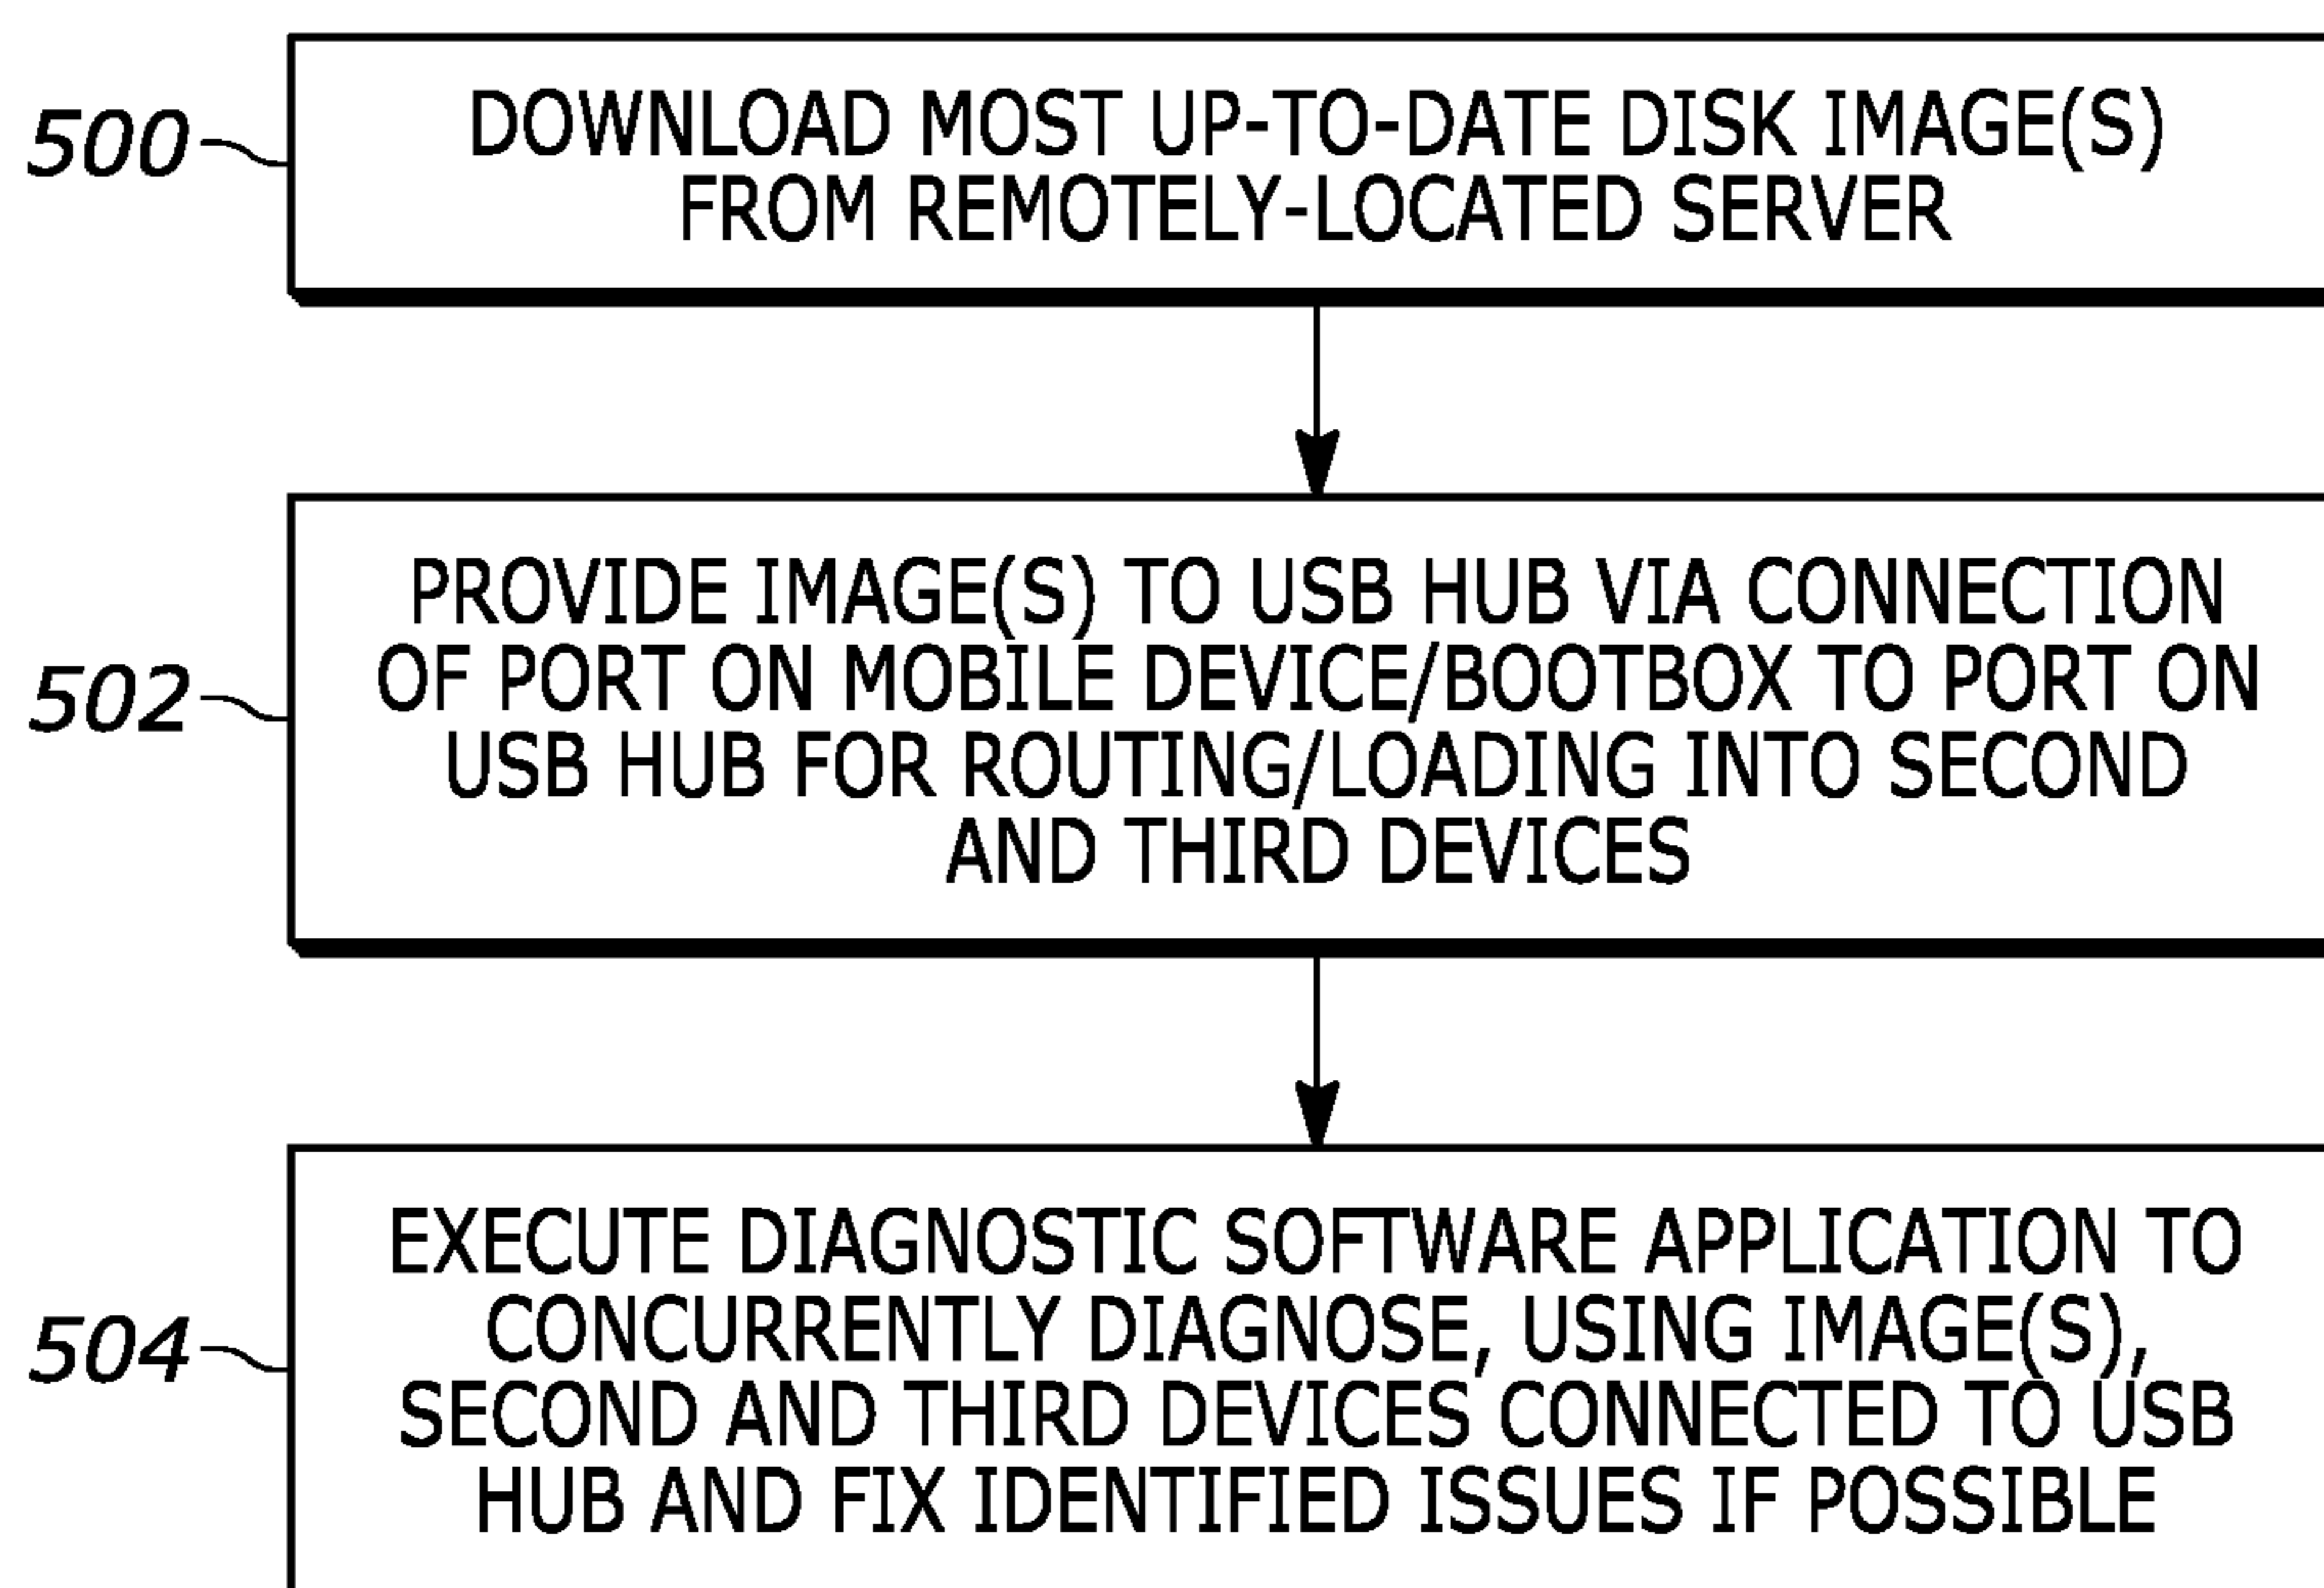 500
DOWNLOAD MOST UP-TO-DATE DISK IMAGE(S)
FROM REMOTELY-LOCATED SERVER
502
PROVIDE IMAGE(S) TO USB HUB VIA CONNECTION
OF PORT ON MOBILE DEVICE/BOOTBOX TO PORT ON
USB HUB FOR ROUTING/LOADING INTO SECOND
AND THIRD DEVICES
504
EXECUTE DIAGNOSTIC SOFTWARE APPLICATION TO
CONCURRENTLY DIAGNOSE, USING IMAGE(S),
SECOND AND THIRD DEVICES CONNECTED TO USB
HUB AND FIX IDENTIFIED ISSUES IF POSSIBLE